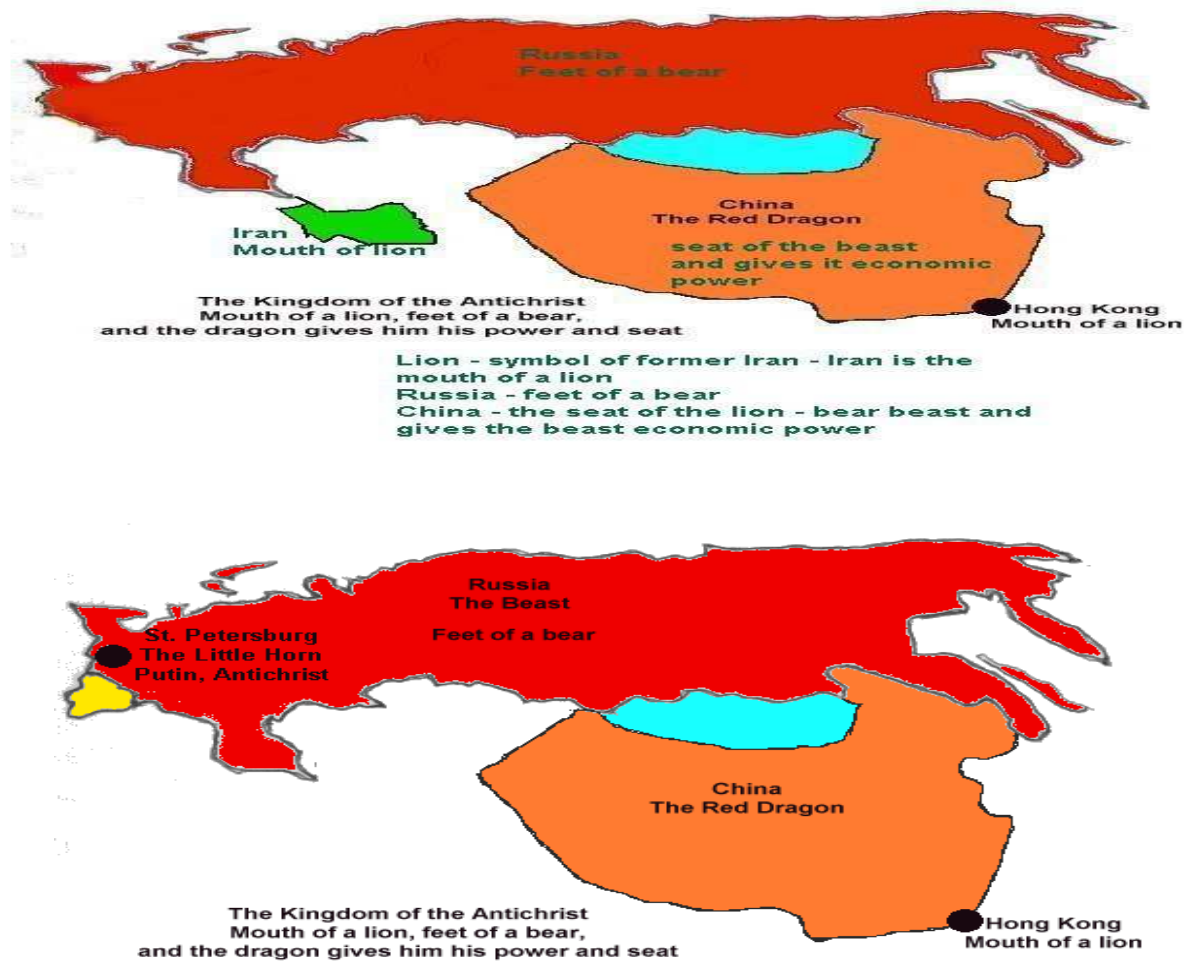 Russia
Feet of a bear
China
The Red Dragon
Iran
Mouth of lion
seat of the beast
and gives it economic
power
The Kingdom of the Antichrist
Mouth of a lion, feet of a bear,
and the dragon gives him his power and seat
Hong Kong
Mouth of a lion
Lion - symbol of former Iran - Iran is the
mouth of a lion
Russia - feet of a bear
China - the seat of the lion - bear beast and
gives the beast economic power
Russia
The Beast
Feet of a bear
St. Petersburg
The Little Horn
Putin, Antichrist
China
The Red Dragon
The Kingdom of the Antichrist
Mouth of a lion, feet of a bear,
and the dragon gives him his power and seat
Hong Kong
Mouth of a lion